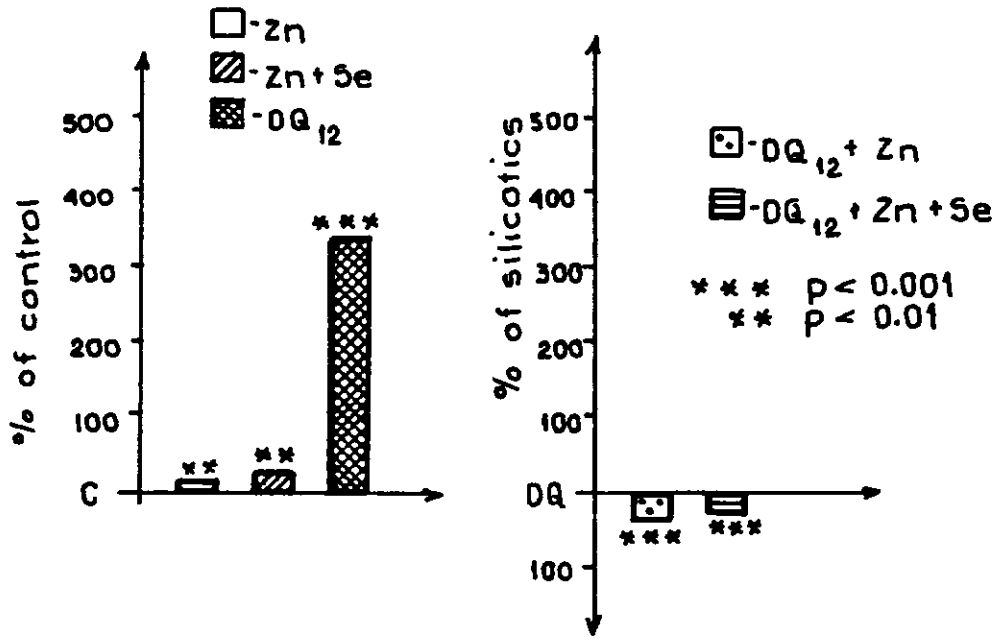 -Zn
-Zn+Se
-DQ12
% of control
500
400
300
200
100
C
* *
* *
* * *
% of silicotics
500
400
300
200
100
DQ
100
-DQ12 + Zn
-DQ12 + Zn + Se
* * * p < 0.001
* * p < 0.01
* * *
* * *